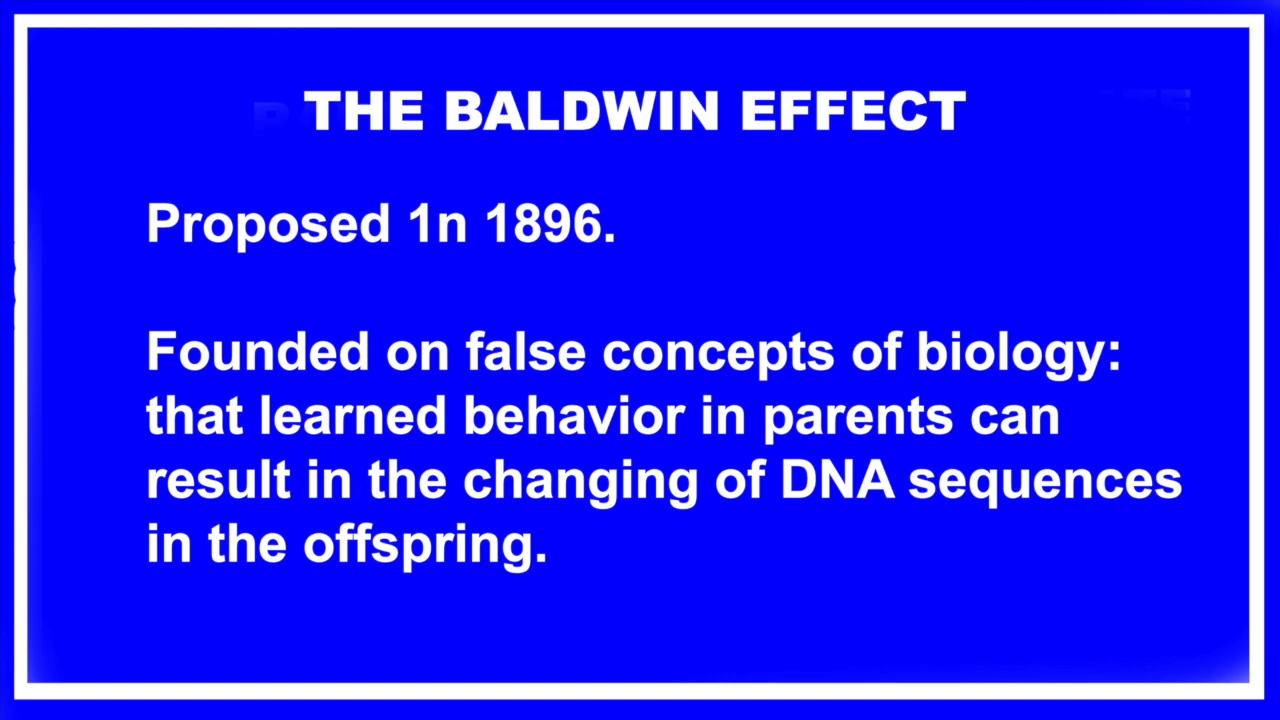 THE BALDWIN EFFECT
Proposed 1n 1896.
Founded on false concepts of biology:
that learned behavior in parents can
result in the changing of DNA sequences
in the offspring.